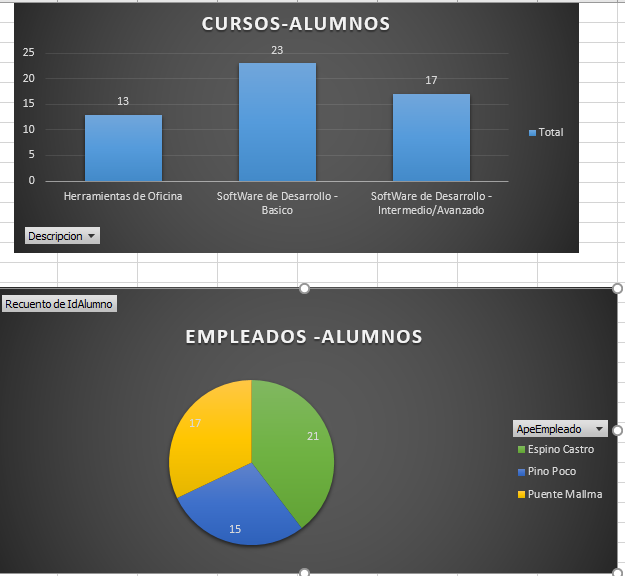 CURSOS-ALUMNOS
25
20
15
10
5
0
13
23
17
Herramientas de Oficina
SoftWare de Desarrollo -
Basico
SoftWare de Desarrollo -
Intermedio/Avanzado
Total
Descripcion
Recuento de IdAlumno
EMPLEADOS -ALUMNOS
17
21
15
ApeEmpleado
Espino Castro
Pino Poco
Puente Mallma